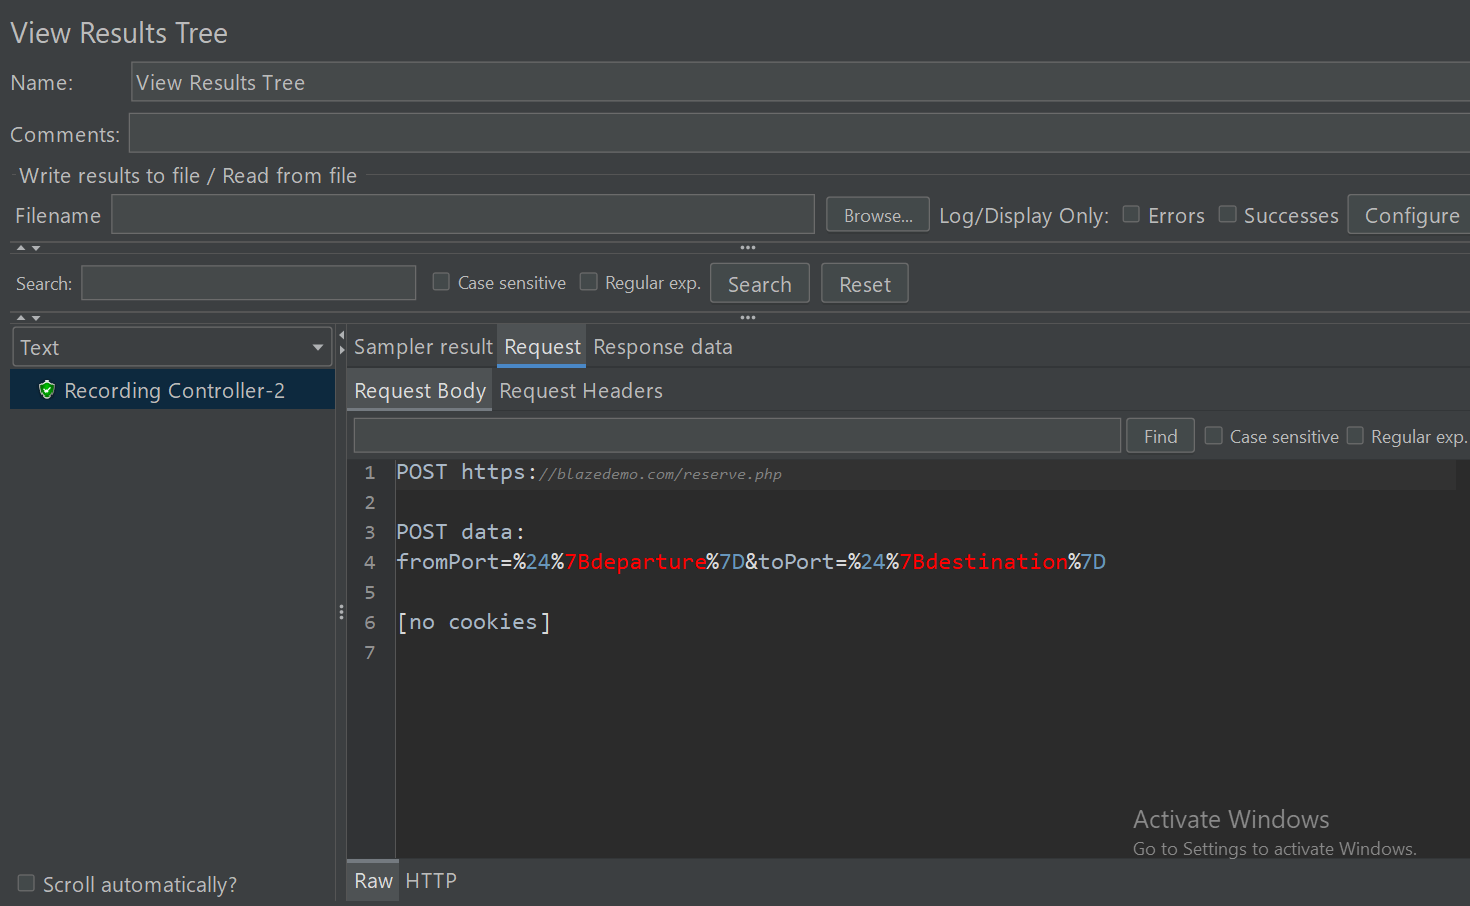 View Results Tree
Name: View Results Tree
Comments:
Write results to file / Read from file
Filename Browse... Log/Display Only: Errors Successes Configure
Search: Case sensitive Regular exp. Search Reset
Text Sampler result Request Response data
Recording Controller-2 Request Body Request Headers
Find Case sensitive Regular exp.
1 POST https://blazedemo.com/reserve.php
2
3 POST data:
4 fromPort=%24%7Bdeparture%7D&toPort=%24%7Bdestination%7D
5
6 [no cookies]
7
Activate Windows
Go to Settings to activate Windows.
Scroll automatically? Raw HTTP